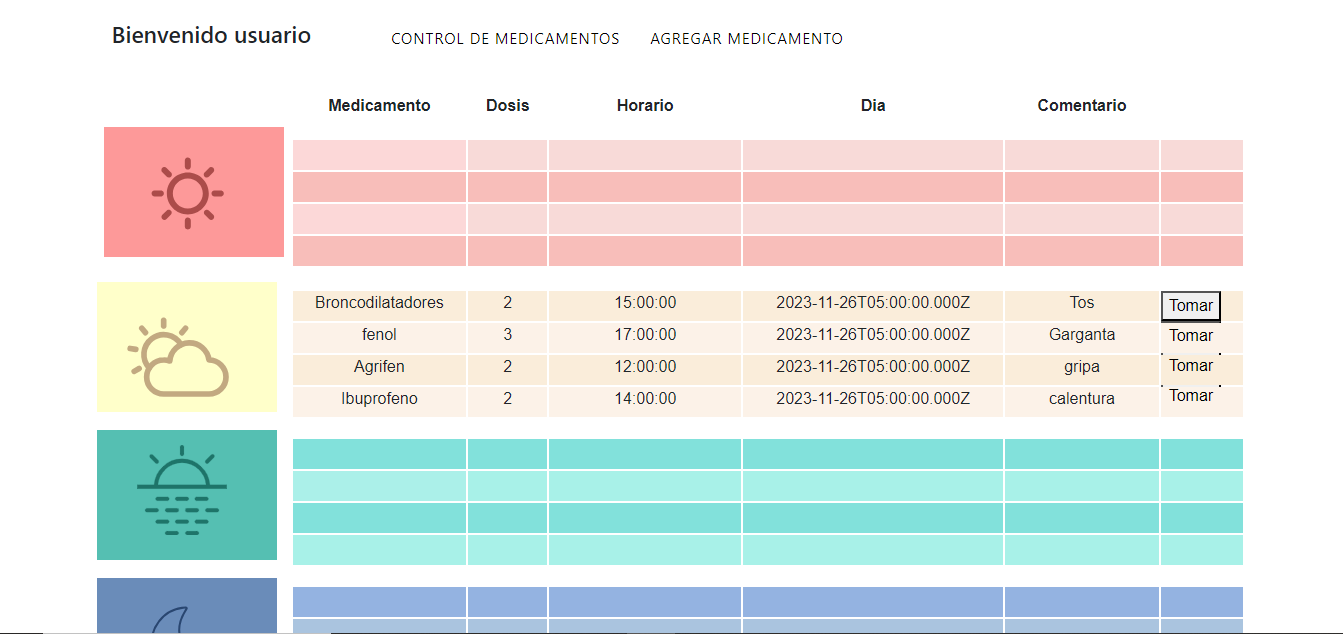 Bienvenido usuario CONTROL DE MEDICAMENTOS AGREGAR MEDICAMENTO
Medicamento Dosis Horario Dia Comentario
Broncodilatadores 2 15:00:00 2023-11-26T05:00:00.000Z Tos Tomar
fenol 3 17:00:00 2023-11-26T05:00:00.000Z Garganta Tomar
Agrifen 2 12:00:00 2023-11-26T05:00:00.000Z gripa Tomar
Ibuprofeno 2 14:00:00 2023-11-26T05:00:00.000Z calentura Tomar